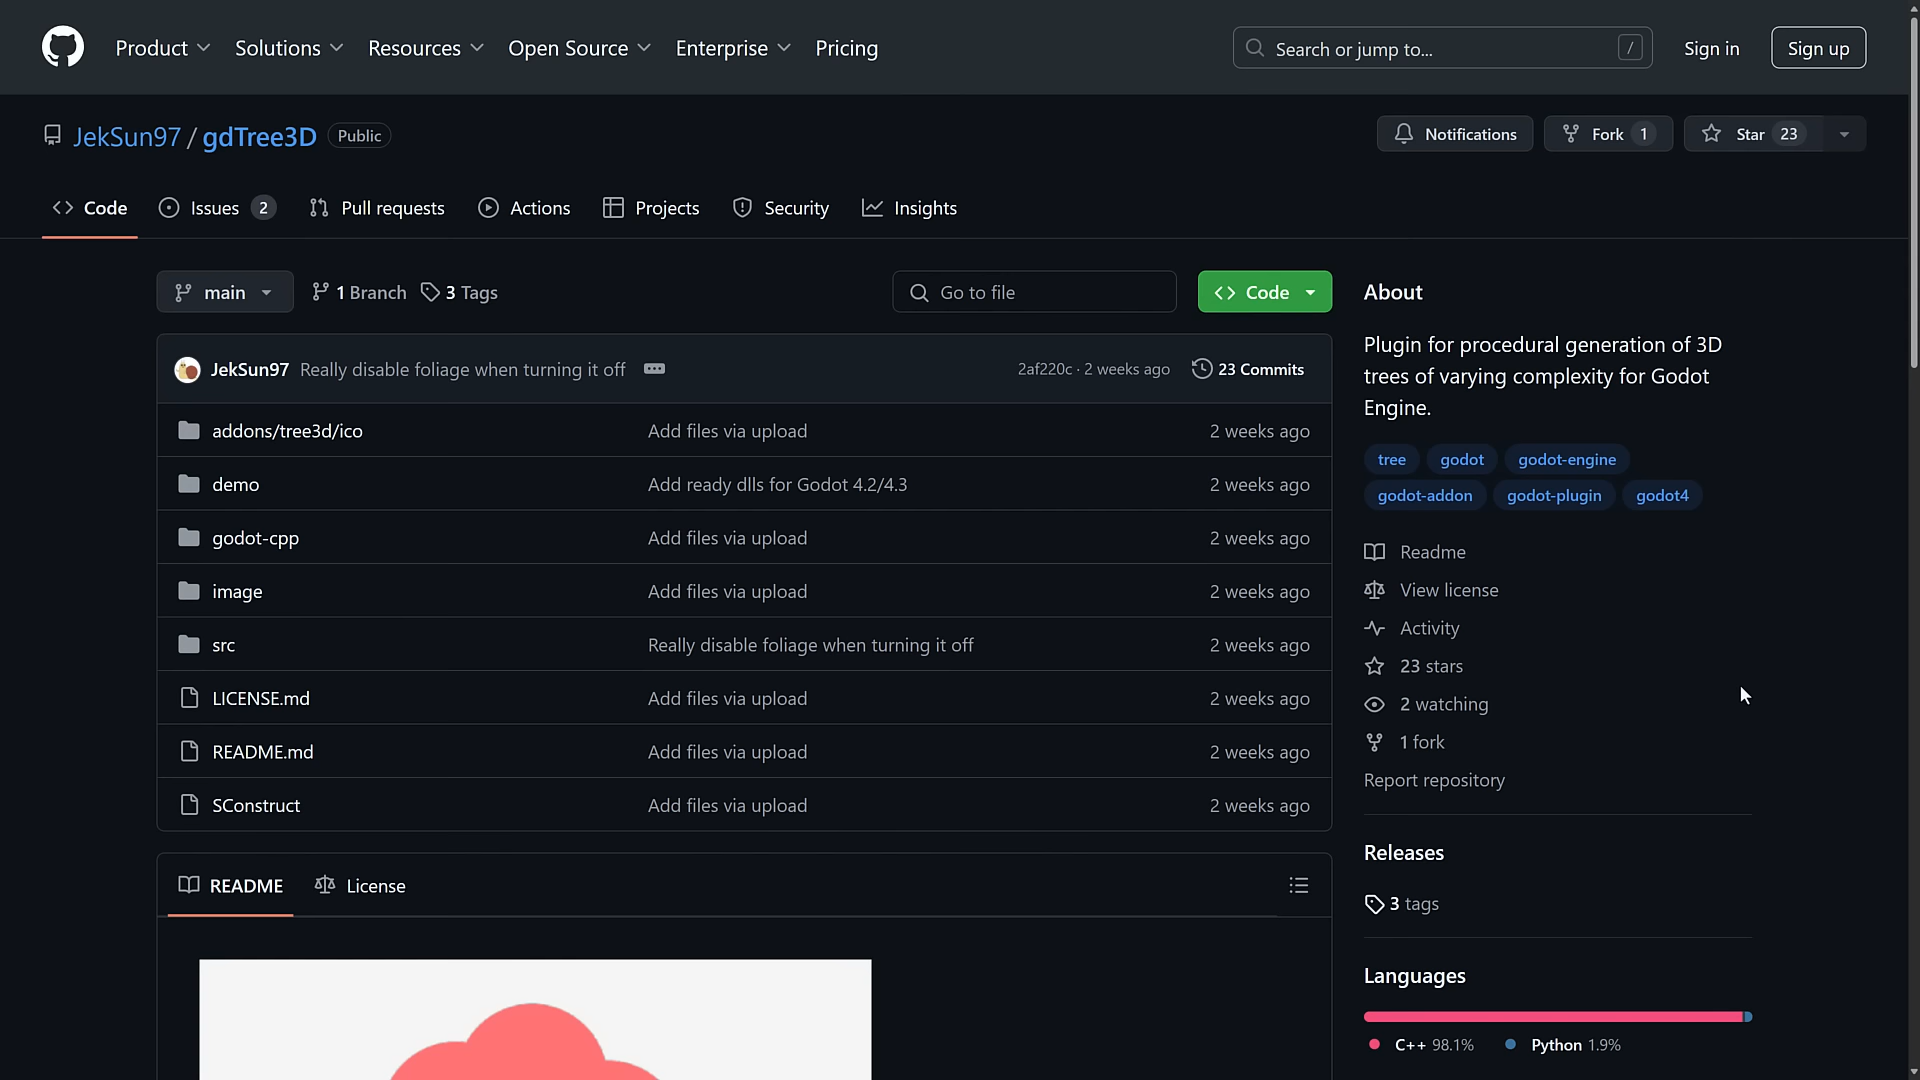 Product Solutions Resources Open Source Enterprise Pricing Search or jump to... / Sign in Sign up
JekSun97 / gdTree3D Public Notifications Fork 1 Star 23
Code Issues 2 Pull requests Actions Projects Security Insights
main 1 Branch 3 Tags Go to file Code
JekSun97 Really disable foliage when turning it off 2af220c · 2 weeks ago 23 Commits
addons/tree3d/ico Add files via upload 2 weeks ago
demo Add ready dlls for Godot 4.2/4.3 2 weeks ago
godot-cpp Add files via upload 2 weeks ago
image Add files via upload 2 weeks ago
src Really disable foliage when turning it off 2 weeks ago
LICENSE.md Add files via upload 2 weeks ago
README.md Add files via upload 2 weeks ago
SConstruct Add files via upload 2 weeks ago
README License
About
Plugin for procedural generation of 3D
trees of varying complexity for Godot
Engine.
tree godot godot-engine
godot-addon godot-plugin godot4
Readme
View license
Activity
23 stars
2 watching
1 fork
Report repository
Releases
3 tags
Languages
C++ 98.1% Python 1.9%